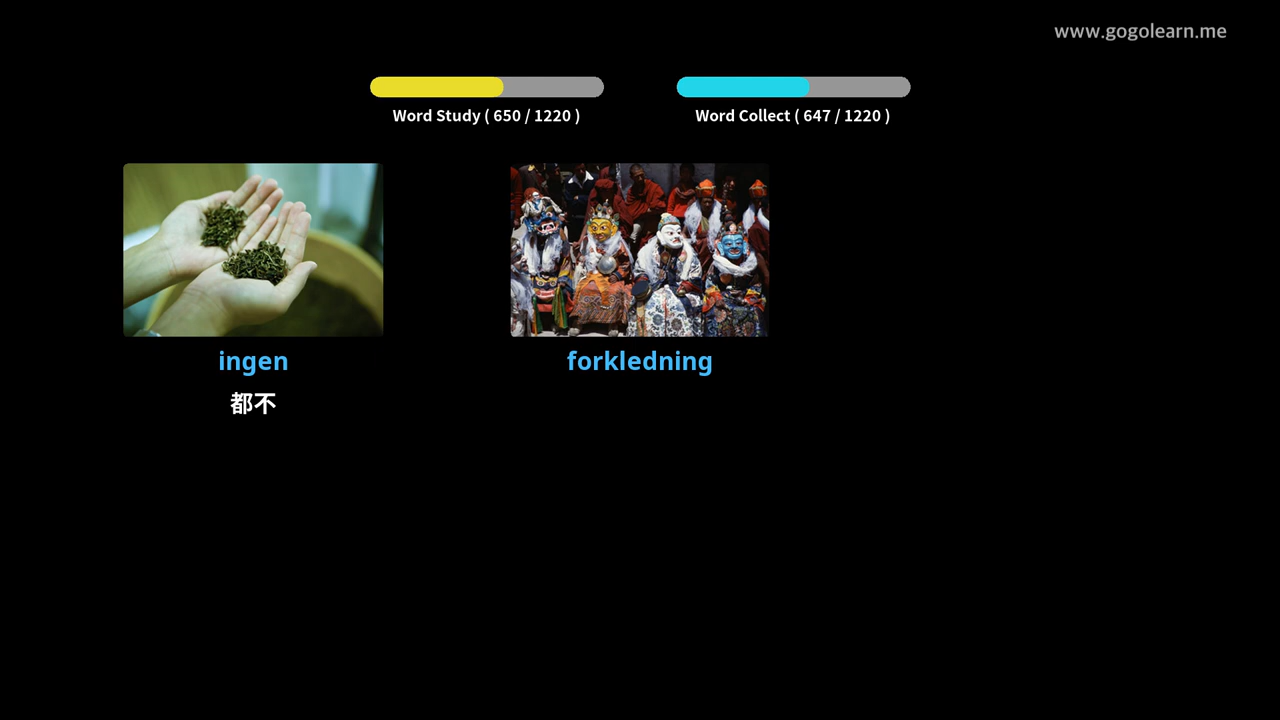 www.gogolearn.me
Word Study ( 650 / 1220 )
Word Collect ( 647 / 1220 )
ingen
forkledning
都不